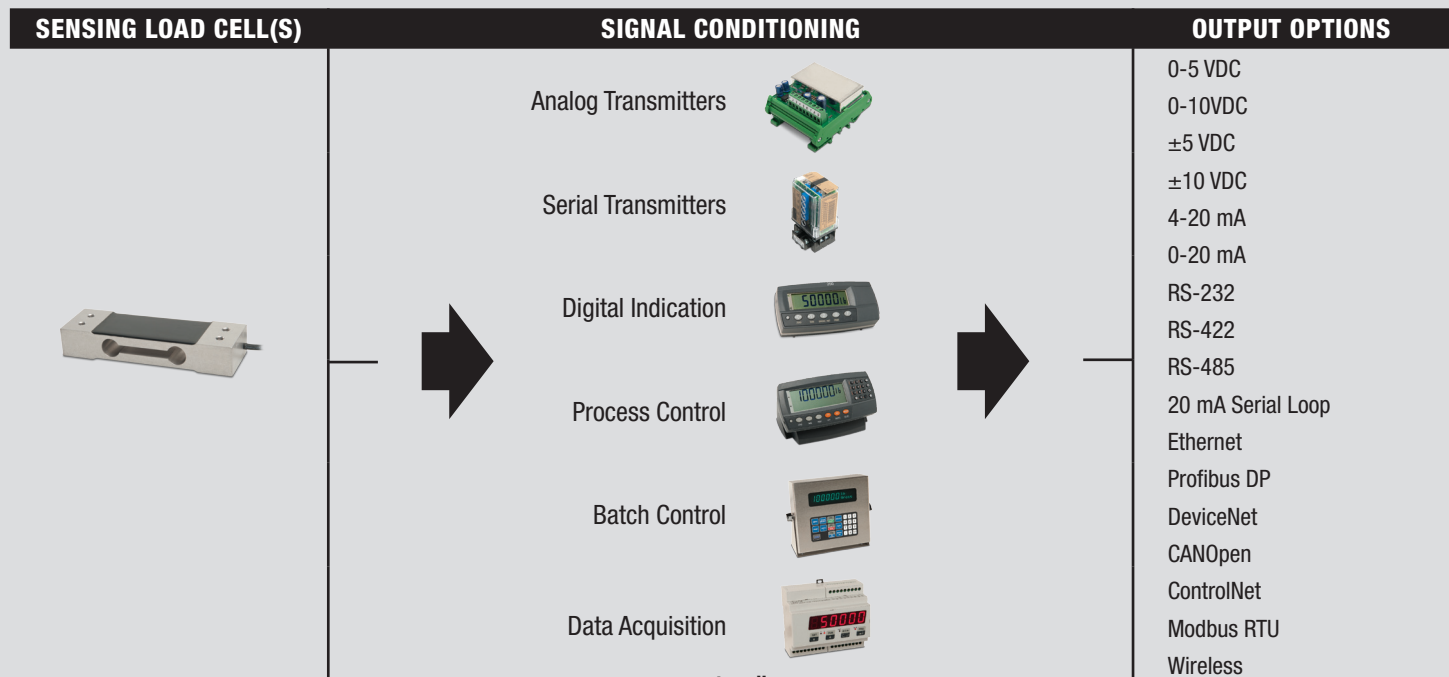 SENSING LOAD CELL(S)
SIGNAL CONDITIONING
OUTPUT OPTIONS
Analog Transmitters
Serial Transmitters
Digital Indication
50000
Process Control
Batch Control
Data Acquisition
50000
0-5 VDC
0-10VDC
±5 VDC
±10 VDC
4-20 mA
0-20 mA
RS-232
RS-422
RS-485
20 mA Serial Loop
Ethernet
Profibus DP
DeviceNet
CANOpen
ControlNet
Modbus RTU
Wireless